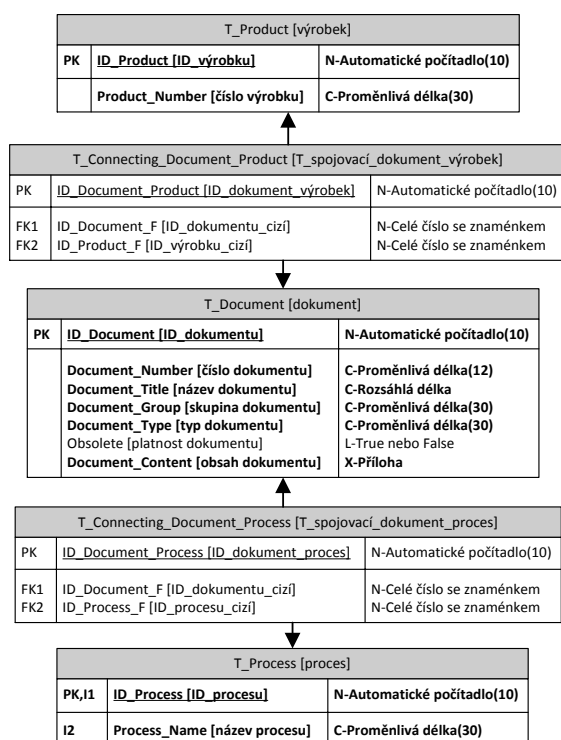 T_Product [výrobek]
PK ID_Product [ID_výrobku] N-Automatické počítadlo(10)
Product_Number [číslo výrobku] C-Proměnlivá délka(30)
T_Connecting_Document_Product [T_spojovací_dokument_výrobek]
PK ID_Document_Product [ID_dokument_výrobek] N-Automatické počítadlo(10)
FK1 ID_Document_F [ID_dokumentu_cizí] N-Celé číslo se znaménkem
FK2 ID_Product_F [ID_výrobku_cizí] N-Celé číslo se znaménkem
T_Document [dokument]
PK ID_Document [ID_dokumentu] N-Automatické počítadlo(10)
Document_Number [číslo dokumentu] C-Proměnlivá délka(12)
Document_Title [název dokumentu] C-Rozsáhlá délka
Document_Group [skupina dokumentu] C-Proměnlivá délka(30)
Document_Type [typ dokumentu] C-Proměnlivá délka(30)
Obsolete [platnost dokumentu] L-True nebo False
Document_Content [obsah dokumentu] X-Příloha
T_Connecting_Document_Process [T_spojovací_dokument_proces]
PK ID_Document_Process [ID_dokument_proces] N-Automatické počítadlo(10)
FK1 ID_Document_F [ID_dokumentu_cizí] N-Celé číslo se znaménkem
FK2 ID_Process_F [ID_procesu_cizí] N-Celé číslo se znaménkem
T_Process [proces]
PK,I1 ID_Process [ID_procesu] N-Automatické počítadlo(10)
I2 Process_Name [název procesu] C-Proměnlivá délka(30)